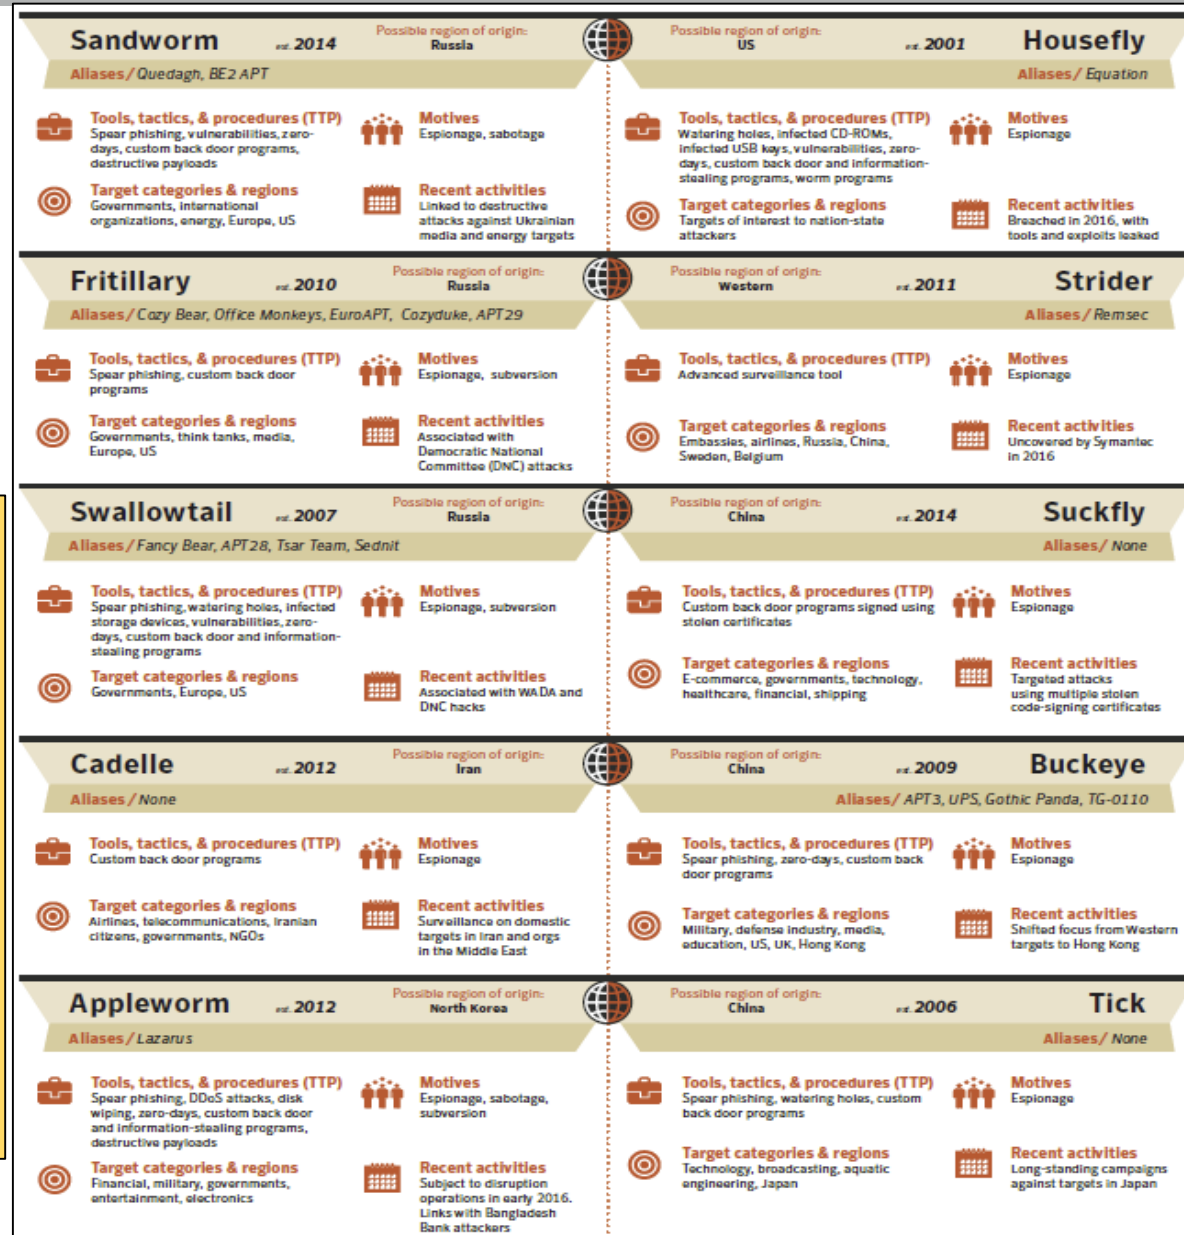 Sandworm est. 2014 Possible region of origin:
Russia
Aliases / Quedagh, BE2 APT
Tools, tactics, & procedures (TTP)
Spear phishing, vulnerabilities, zero-
days, custom back door programs,
destructive payloads
Motives
Espionage, sabotage
Target categories & regions
Governments, international
organizations, energy, Europe, US
Recent activities
Linked to destructive
attacks against Ukrainian
media and energy targets
Possible region of origin:
US
est. 2001 Housefly
Aliases / Equation
Tools, tactics, & procedures (TTP)
Watering holes, infected CD-ROMs,
infected USB keys, vulnerabilities, zero-
days, custom back door and information-
stealing programs, worm programs
Motives
Espionage
Target categories & regions
Targets of interest to nation-state
attackers
Recent activities
Breached in 2016, with
tools and exploits leaked
Fritillary est. 2010 Possible region of origin:
Russia
Aliases / Cozy Bear, Office Monkeys, EuroAPT, Cozyduke, APT29
Tools, tactics, & procedures (TTP)
Spear phishing, custom back door
programs
Motives
Espionage, subversion
Target categories & regions
Governments, think tanks, media,
Europe, US
Recent activities
Associated with
Democratic National
Committee (DNC) attacks
Possible region of origin:
Western
est. 2011 Strider
Aliases / Remsec
Tools, tactics, & procedures (TTP)
Advanced surveillance tool
Motives
Espionage
Target categories & regions
Embassies, airlines, Russia, China,
Sweden, Belgium
Recent activities
Uncovered by Symantec
in 2016
Swallowtail est. 2007 Possible region of origin:
Russia
Aliases / Fancy Bear, APT28, Tsar Team, Sednit
Tools, tactics, & procedures (TTP)
Spear phishing, watering holes, infected
storage devices, vulnerabilities, zero-
days, custom back door and information-
stealing programs
Motives
Espionage, subversion
Target categories & regions
Governments, Europe, US
Recent activities
Associated with WADA and
DNC hacks
Possible region of origin:
China
est. 2014 Suckfly
Aliases / None
Tools, tactics, & procedures (TTP)
Custom back door programs signed using
stolen certificates
Motives
Espionage
Target categories & regions
E-commerce, governments, technology,
healthcare, financial, shipping
Recent activities
Targeted attacks
using multiple stolen
code-signing certificates
Cadelle est. 2012 Possible region of origin:
Iran
Aliases / None
Tools, tactics, & procedures (TTP)
Custom back door programs
Motives
Espionage
Target categories & regions
Airlines, telecommunications, Iranian
citizens, governments, NGOs
Recent activities
Surveillance on domestic
targets in Iran and orgs
in the Middle East
Possible region of origin:
China
est. 2009 Buckeye
Aliases / APT3, UPS, Gothic Panda, TG-0110
Tools, tactics, & procedures (TTP)
Spear phishing, zero-days, custom back
door programs
Motives
Espionage
Target categories & regions
Military, defense industry, media,
education, US, UK, Hong Kong
Recent activities
Shifted focus from Western
targets to Hong Kong
Appleworm est. 2012 Possible region of origin:
North Korea
Aliases / Lazarus
Tools, tactics, & procedures (TTP)
Spear phishing, DDoS attacks, disk
wiping, zero-days, custom back door
and information-stealing programs,
destructive payloads
Motives
Espionage, sabotage,
subversion
Target categories & regions
Financial, military, governments,
entertainment, electronics
Recent activities
Subject to disruption
operations in early 2016.
Links with Bangladesh
Bank attackers
Possible region of origin:
China
est. 2006 Tick
Aliases / None
Tools, tactics, & procedures (TTP)
Spear phishing, watering holes, custom
back door programs
Motives
Espionage
Target categories & regions
Technology, broadcasting, aquatic
engineering, Japan
Recent activities
Long-standing campaigns
against targets in Japan